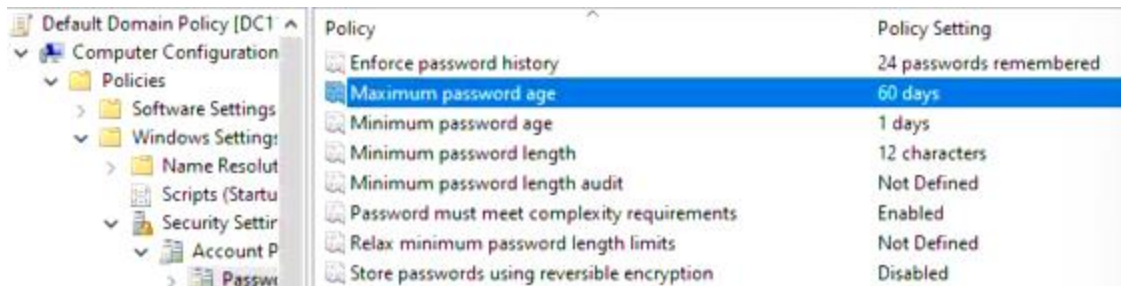 Default Domain Policy [DC1
Computer Configuration
Policies
Software Settings
Windows Setting
Name Resolut
Scripts (Startu
Security Settir
Account P
Passw
Policy Policy Setting
Enforce password history 24 passwords remembered
Maximum password age 60 days
Minimum password age 1 days
Minimum password length 12 characters
Minimum password length audit Not Defined
Password must meet complexity requirements Enabled
Relax minimum password length limits Not Defined
Store passwords using reversible encryption Disabled